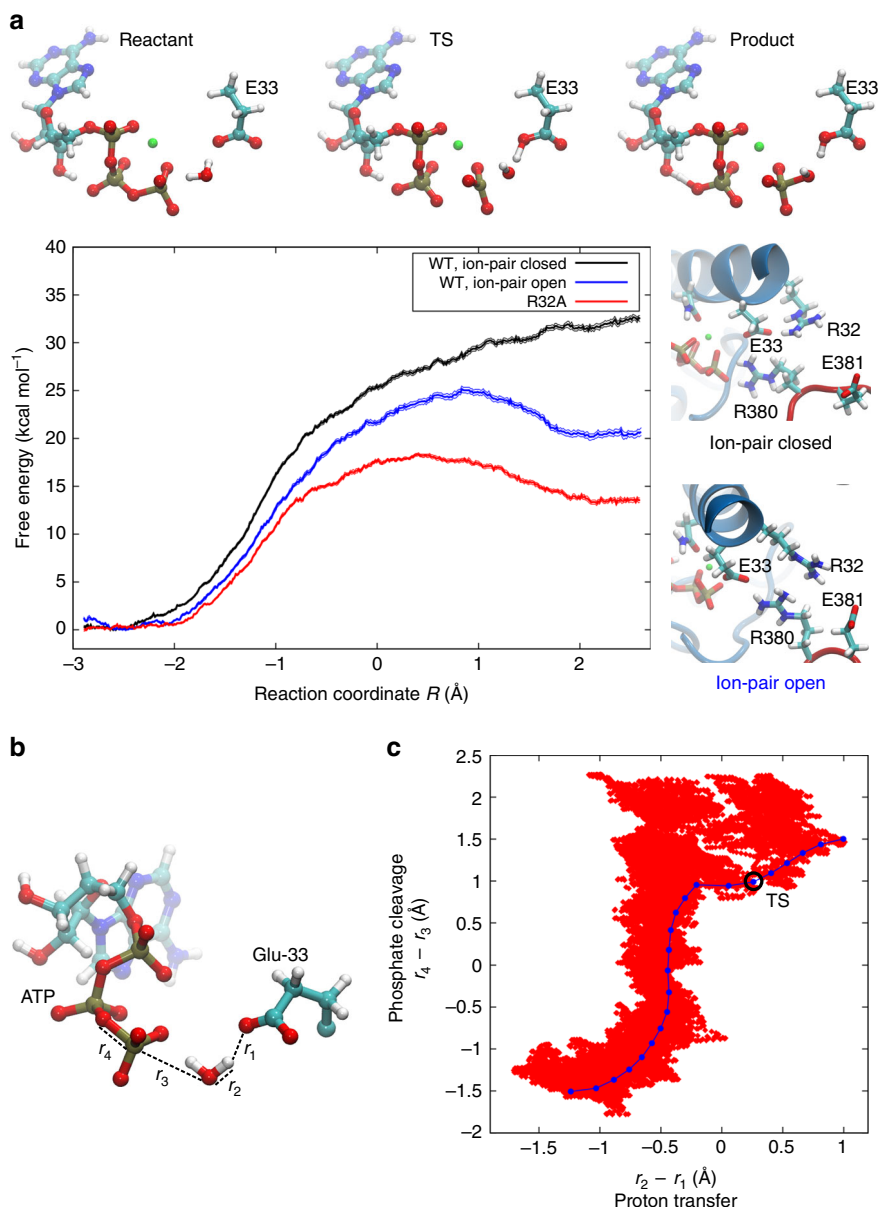 a
Reactant
TS
Product
E33
E33
E33
40
35
30
25
20
15
10
5
0
Free energy (kcal mol−1)
WT, ion-pair closed
WT, ion-pair open
R32A
−3
−2
−1
0
1
2
Reaction coordinate R (Å)
E33
R32
E381
R380
Ion-pair closed
E33
R32
E381
R380
Ion-pair open
b
ATP
Glu-33
r4
r3
r2
r1
c
2.5
2
1.5
1
0.5
0
−0.5
−1
−1.5
−2
Phosphate cleavage
r4 − r3 (Å)
TS
−1.5
−1
−0.5
0
0.5
1
r2 − r1 (Å)
Proton transfer